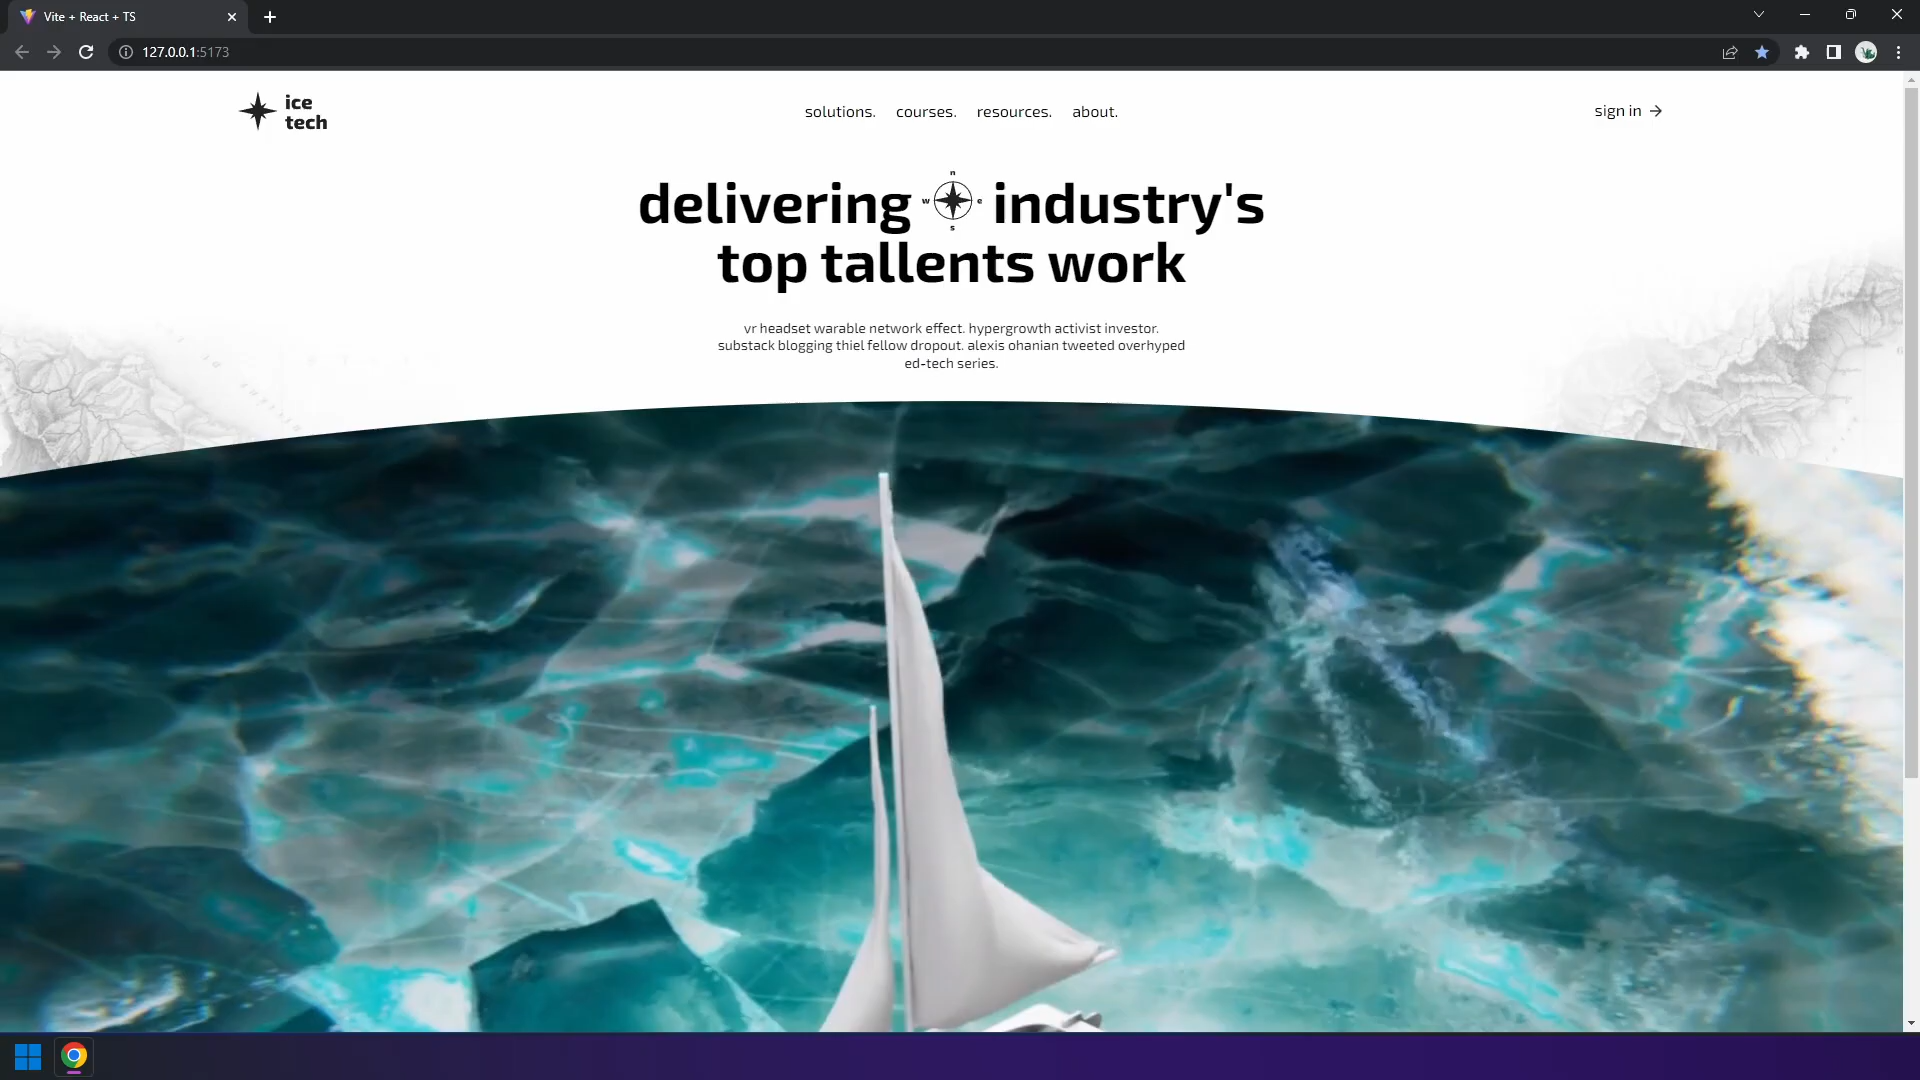 Vite + React + TS
127.0.0.1:5173
ice
tech
solutions. courses. resources. about.
sign in →
n
delivering w e industry's
s
top tallents work
vr headset warable network effect. hypergrowth activist investor.
substack blogging thiel fellow dropout. alexis ohanian tweeted overhyped
ed-tech series.